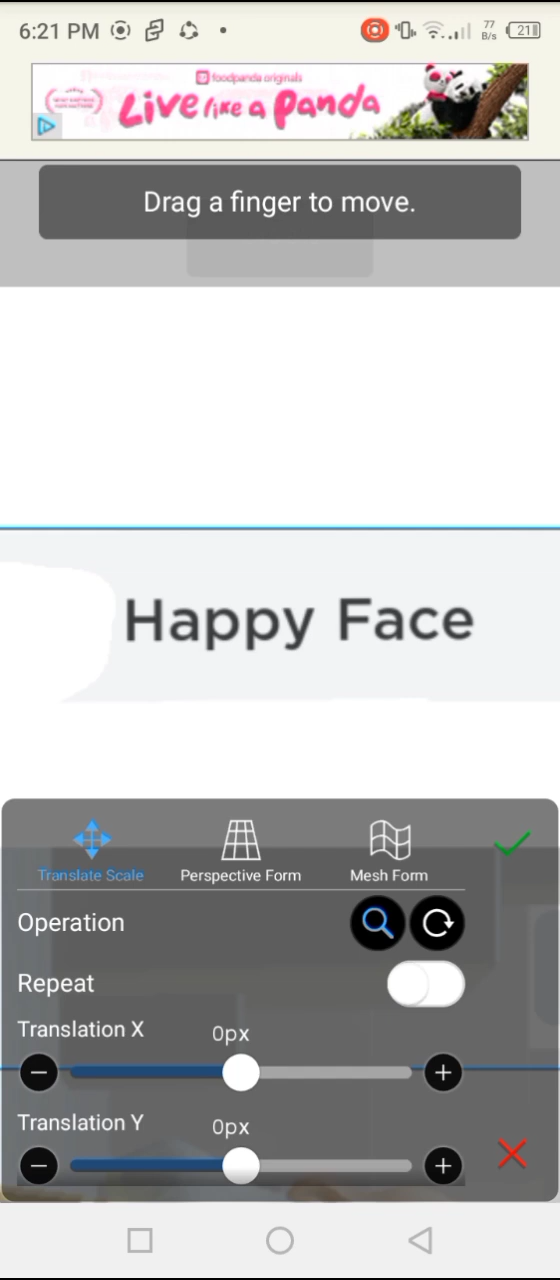 6:21 PM
77
B/s
21
foodpanda originals
Live like a panda
Drag a finger to move.
Happy Face
Translate Scale
Perspective Form
Mesh Form
Operation
Repeat
Translation X
0px
Translation Y
0px